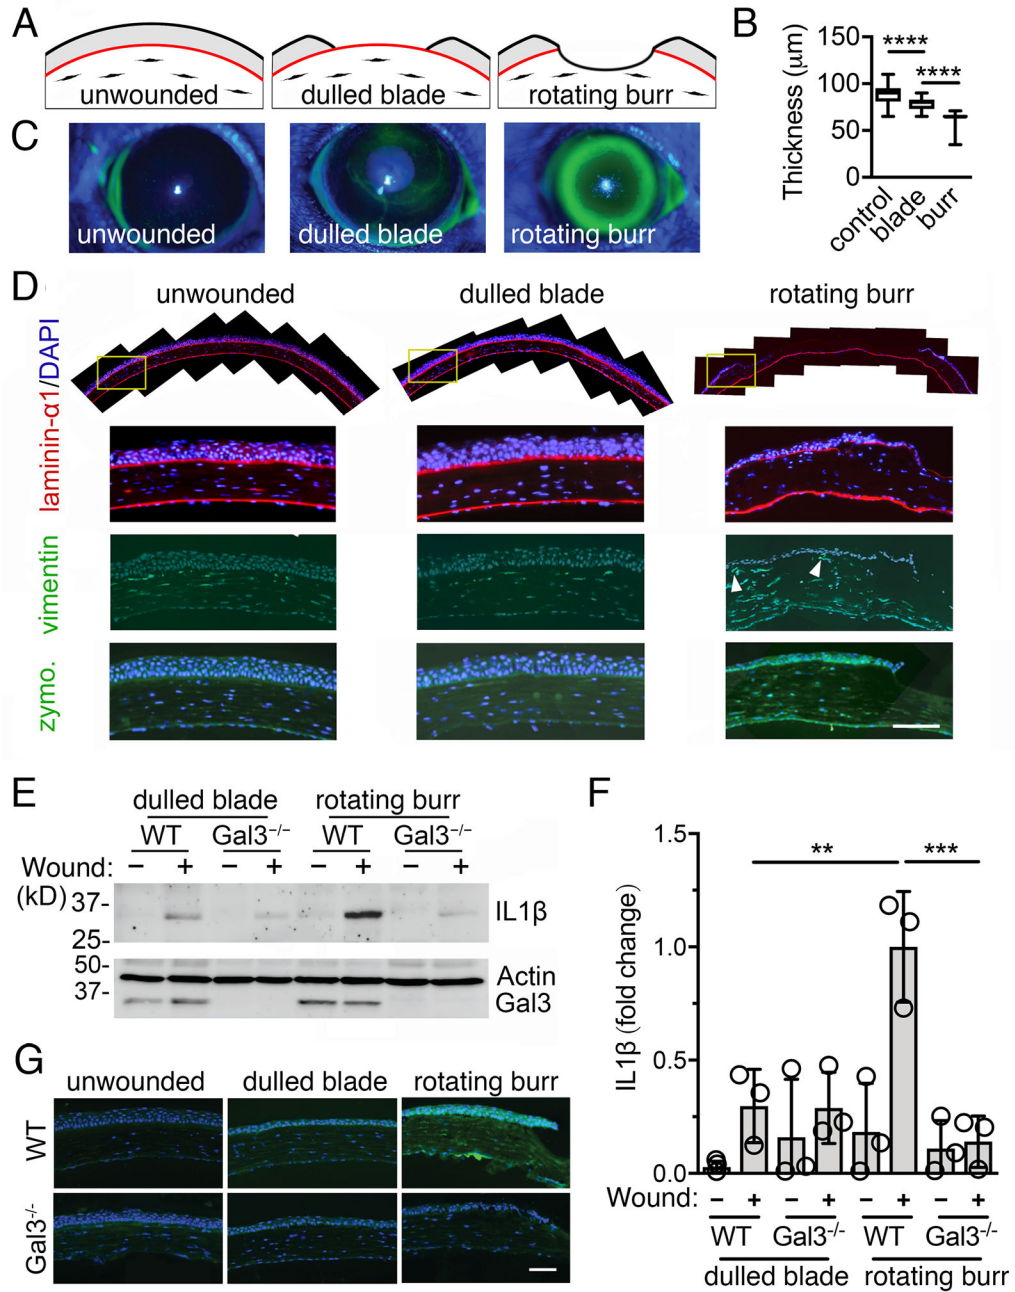 A
unwounded
dulled blade
rotating burr
B
Thickness (μm)
150
100
50
0
****
****
control
blade
burr
C
unwounded
dulled blade
rotating burr
D
unwounded
dulled blade
rotating burr
laminin-α1/DAPI
vimentin
zymo.
E
dulled blade
rotating burr
WT
Gal3−/−
WT
Gal3−/−
Wound: − + − + − + − +
(kD)
37-
25-
IL1β
50-
37-
Actin
Gal3
F
IL1β (fold change)
1.5
1.0
0.5
0.0
**
***
Wound: − + − + − + − +
WT
Gal3-/-
WT
Gal3-/-
dulled blade
rotating burr
G
unwounded
dulled blade
rotating burr
WT
Gal3-/-